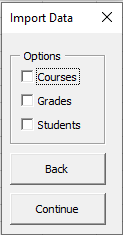 Import Data
Options
Courses
Grades
Students
Back
Continue